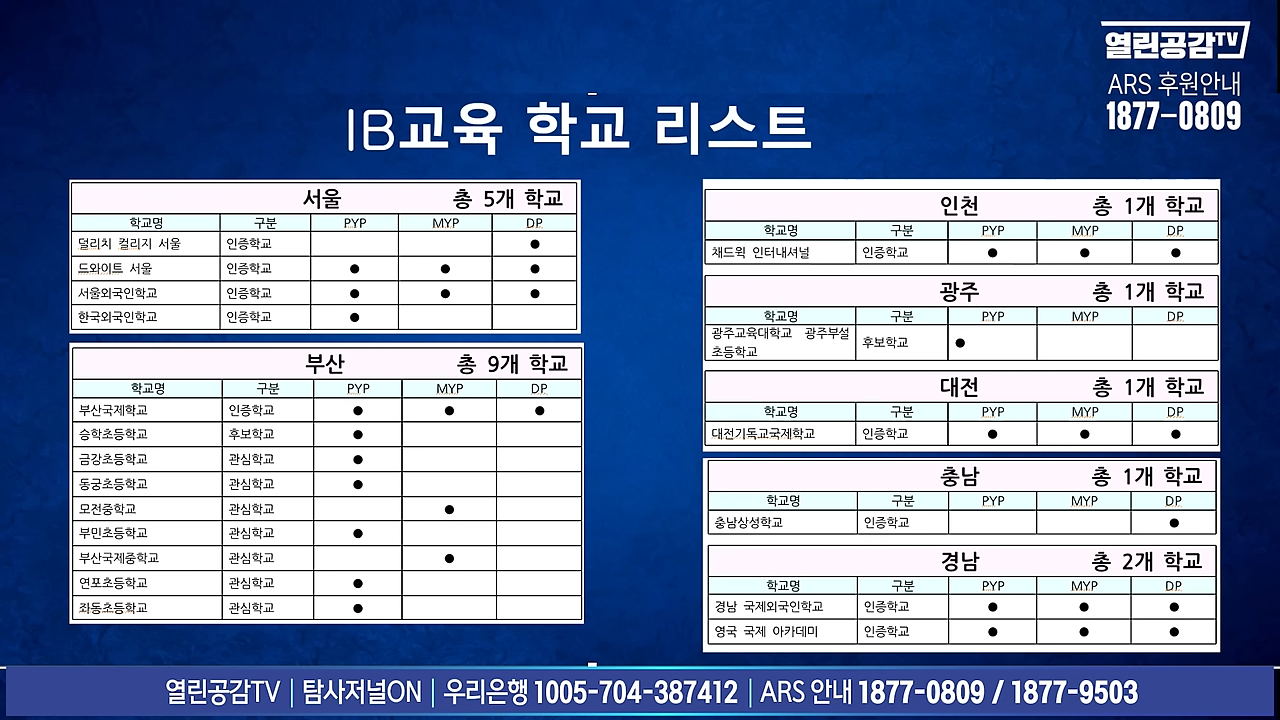 열린공감TV
ARS 후원안내
1877-0809
IB교육 학교 리스트
서울 총 5개 학교
학교명 구분 PYP MYP DP
덜리치 컬리지 서울 인증학교 ●
드와이트 서울 인증학교 ● ● ●
서울외국인학교 인증학교 ● ● ●
한국외국인학교 인증학교 ●
부산 총 9개 학교
학교명 구분 PYP MYP DP
부산국제학교 인증학교 ● ● ●
승학초등학교 후보학교 ●
금강초등학교 관심학교 ●
동궁초등학교 관심학교 ●
모전중학교 관심학교 ●
부민초등학교 관심학교 ●
부산국제중학교 관심학교 ●
연포초등학교 관심학교 ●
좌동초등학교 관심학교 ●
인천 총 1개 학교
학교명 구분 PYP MYP DP
채드윅 인터내셔널 인증학교 ● ● ●
광주 총 1개 학교
학교명 구분 PYP MYP DP
광주교육대학교 광주부설
초등학교 후보학교 ●
대전 총 1개 학교
학교명 구분 PYP MYP DP
대전기독교국제학교 인증학교 ● ● ●
충남 총 1개 학교
학교명 구분 PYP MYP DP
충남삼성학교 인증학교 ●
경남 총 2개 학교
학교명 구분 PYP MYP DP
경남 국제외국인학교 인증학교 ● ● ●
영국 국제 아카데미 인증학교 ● ● ●
열린공감TV | 탐사저널ON | 우리은행 1005-704-387412 | ARS 안내 1877-0809 / 1877-9503